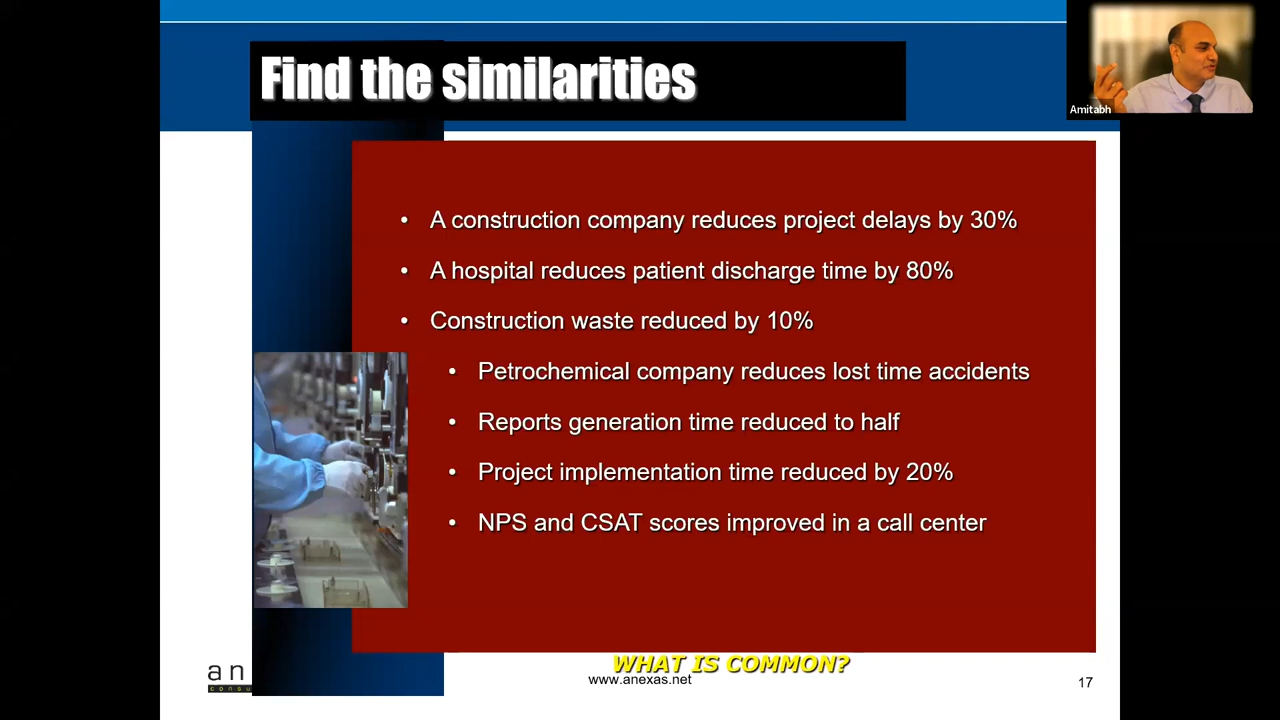 Find the similarities
Amitabh
• A construction company reduces project delays by 30%
• A hospital reduces patient discharge time by 80%
• Construction waste reduced by 10%
• Petrochemical company reduces lost time accidents
• Reports generation time reduced to half
• Project implementation time reduced by 20%
• NPS and CSAT scores improved in a call center
WHAT IS COMMON?
an
consu
www.anexas.net
17